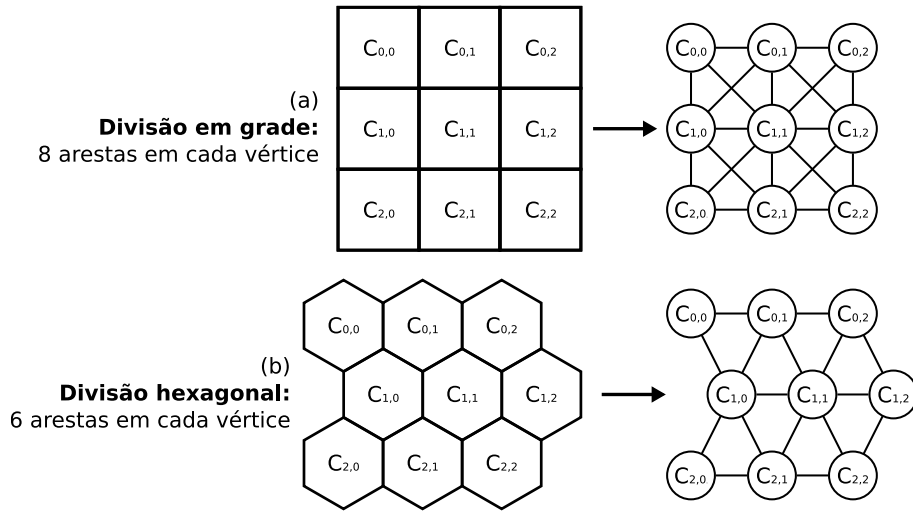 C0,0 C0,1 C0,2
C1,0 C1,1 C1,2
C2,0 C2,1 C2,2
(a)
Divisão em grade:
8 arestas em cada vértice
C0,0 C0,1 C0,2
C1,0 C1,1 C1,2
C2,0 C2,1 C2,2
C0,0 C0,1 C0,2
C1,0 C1,1 C1,2
C2,0 C2,1 C2,2
(b)
Divisão hexagonal:
6 arestas em cada vértice
C0,0 C0,1 C0,2
C1,0 C1,1 C1,2
C2,0 C2,1 C2,2